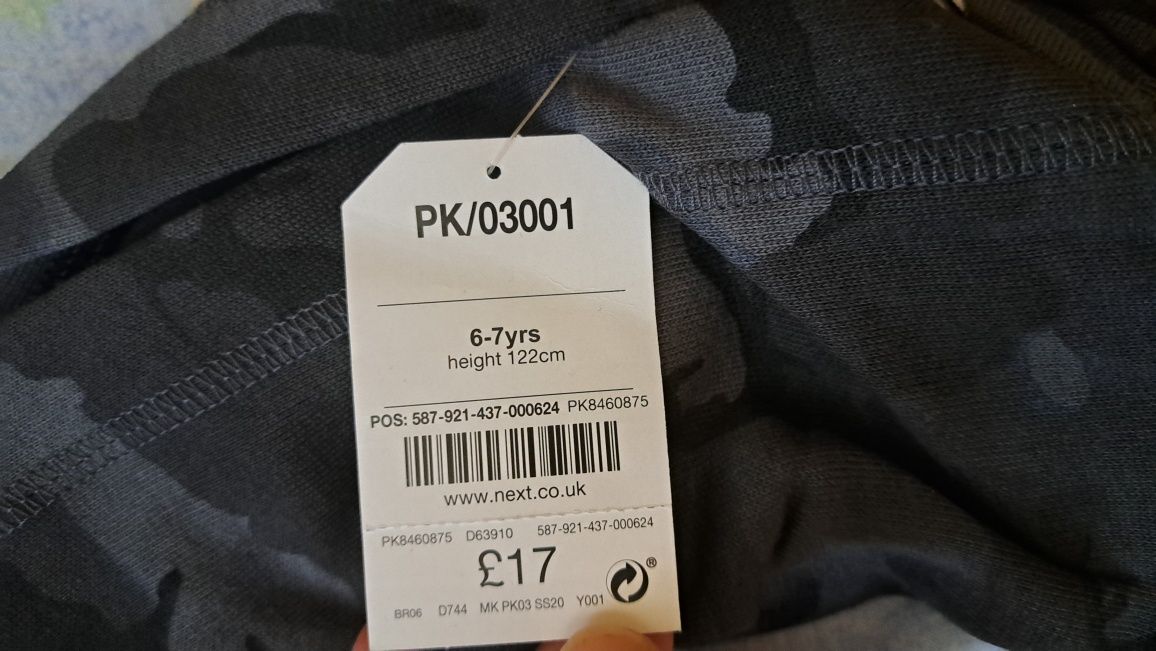 PK/03001
6-7yrs
height 122cm
POS: 587-921-437-000624 PK8460875
www.next.co.uk
PK8460875 D63910 587-921-437-000624
£17
®
BR06 D744 MK PK03 SS20 Y001